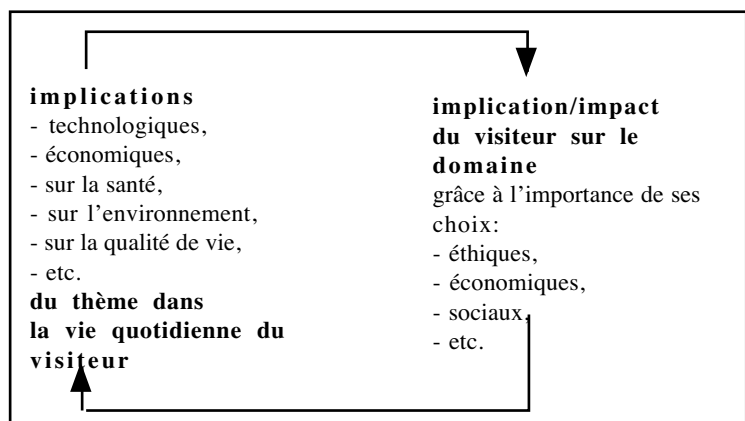 implications
- technologiques,
- économiques,
- sur la santé,
- sur l'environnement,
- sur la qualité de vie,
- etc.
du thème dans
la vie quotidienne du
visiteur
implication/impact
du visiteur sur le
domaine
grâce à l'importance de ses
choix:
- éthiques,
- économiques,
- sociaux,
- etc.